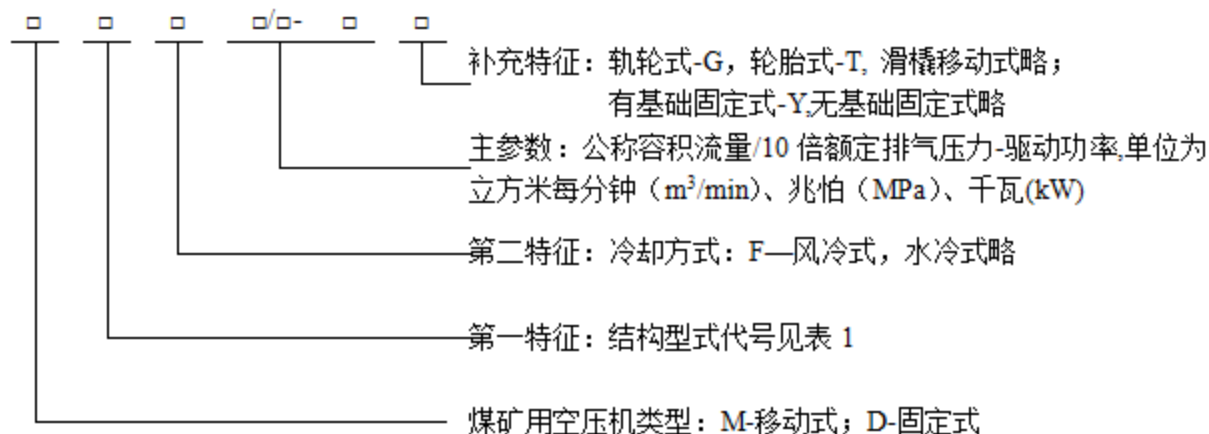 □ □ □ □/□- □ □
补充特征：轨轮式-G，轮胎式-T, 滑橇移动式略；
有基础固定式-Y,无基础固定式略
主参数：公称容积流量/10 倍额定排气压力-驱动功率,单位为
立方米每分钟（m³/min）、兆怕（MPa）、千瓦(kW)
第二特征：冷却方式：F—风冷式，水冷式略
第一特征：结构型式代号见表 1
煤矿用空压机类型：M-移动式；D-固定式